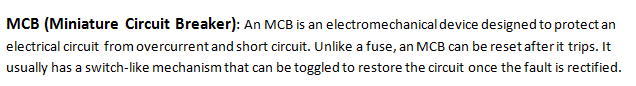 MCB (Miniature Circuit Breaker): An MCB is an electromechanical device designed to protect an
electrical circuit from overcurrent and short circuit. Unlike a fuse, an MCB can be reset after it trips. It
usually has a switch-like mechanism that can be toggled to restore the circuit once the fault is rectified.